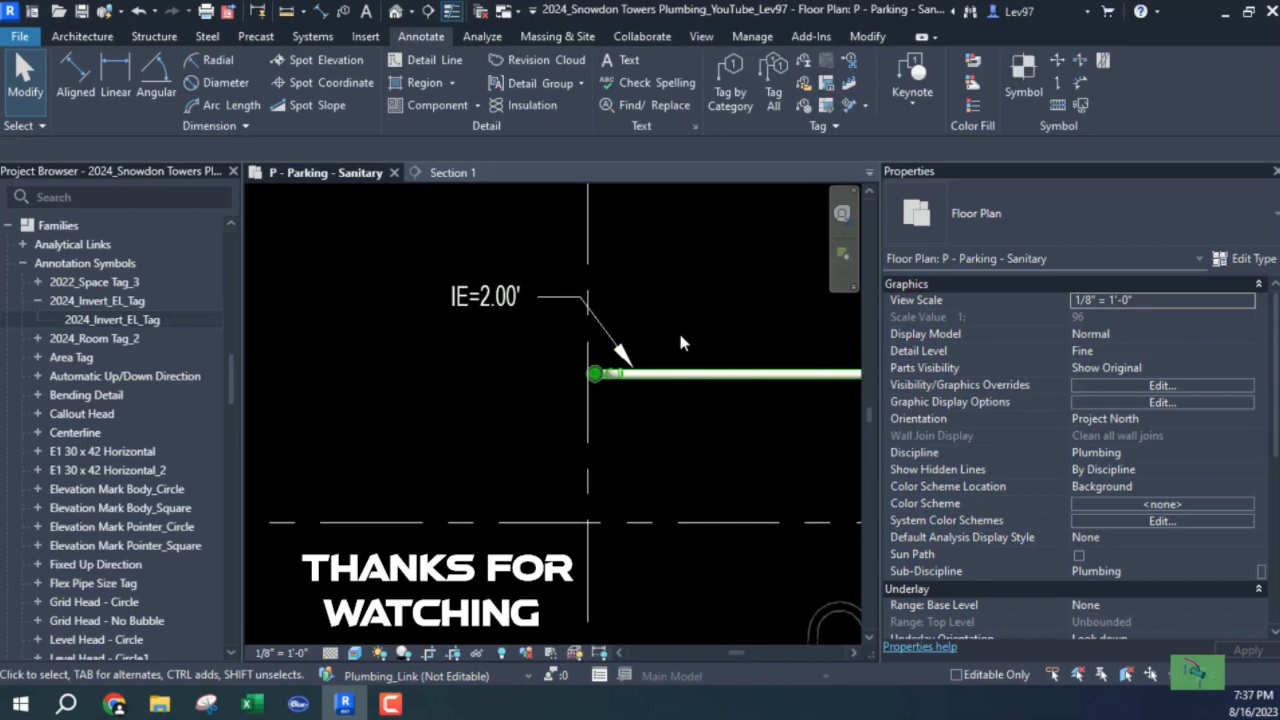 2024_Snowdon Towers Plumbing_YouTube_Lev97 - Floor Plan: P - Parking - San...
Lev97
File Architecture Structure Steel Precast Systems Insert Annotate Analyze Massing & Site Collaborate View Manage Add-Ins Modify
Modify
Select
Aligned Linear Angular
Radial
Diameter
Arc Length
Spot Elevation
Spot Coordinate
Spot Slope
Dimension
Detail Line
Region
Component
Revision Cloud
Detail Group
Insulation
Detail
Text
Check Spelling
Find/ Replace
Text
Tag by Category
Tag All
Tag
Keynote
Color Fill
Symbol
Symbol
Project Browser - 2024_Snowdon Towers Pl...
Search
Families
Analytical Links
Annotation Symbols
2022_Space Tag_3
2024_Invert_EL_Tag
2024_Invert_EL_Tag
2024_Room Tag_2
Area Tag
Automatic Up/Down Direction
Bending Detail
Callout Head
Centerline
E1 30 x 42 Horizontal
E1 30 x 42 Horizontal_2
Elevation Mark Body_Circle
Elevation Mark Body_Square
Elevation Mark Pointer_Circle
Elevation Mark Pointer_Square
Fixed Up Direction
Flex Pipe Size Tag
Grid Head - Circle
Grid Head - No Bubble
Level Head - Circle
Level Head - Circle1
P - Parking - Sanitary
Section 1
IE=2.00'
THANKS FOR
WATCHING
1/8" = 1'-0"
Properties
Floor Plan
Floor Plan: P - Parking - Sanitary
Edit Type
Graphics
View Scale 1/8" = 1'-0"
Scale Value 1: 96
Display Model Normal
Detail Level Fine
Parts Visibility Show Original
Visibility/Graphics Overrides Edit...
Graphic Display Options Edit...
Orientation Project North
Wall Join Display Clean all wall joins
Discipline Plumbing
Show Hidden Lines By Discipline
Color Scheme Location Background
Color Scheme <none>
System Color Schemes Edit...
Default Analysis Display Style None
Sun Path
Sub-Discipline Plumbing
Underlay
Range: Base Level None
Range: Top Level Unbounded
Underlay Orientation Look down
Properties help
Apply
Click to select, TAB for alternates, CTRL adds, SHIFT unselects.
Plumbing_Link (Not Editable)
:0
Main Model
Editable Only
7:37 PM
8/16/2023